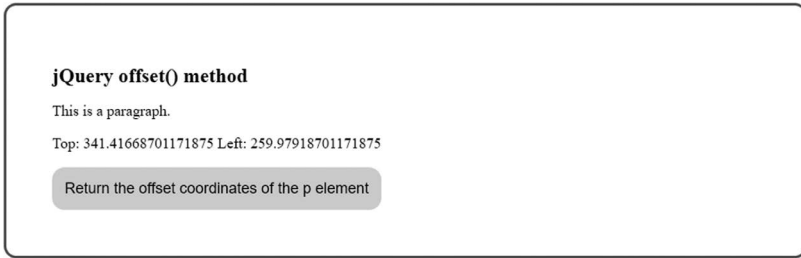 jQuery offset() method
This is a paragraph.
Top: 341.41668701171875 Left: 259.97918701171875
Return the offset coordinates of the p element